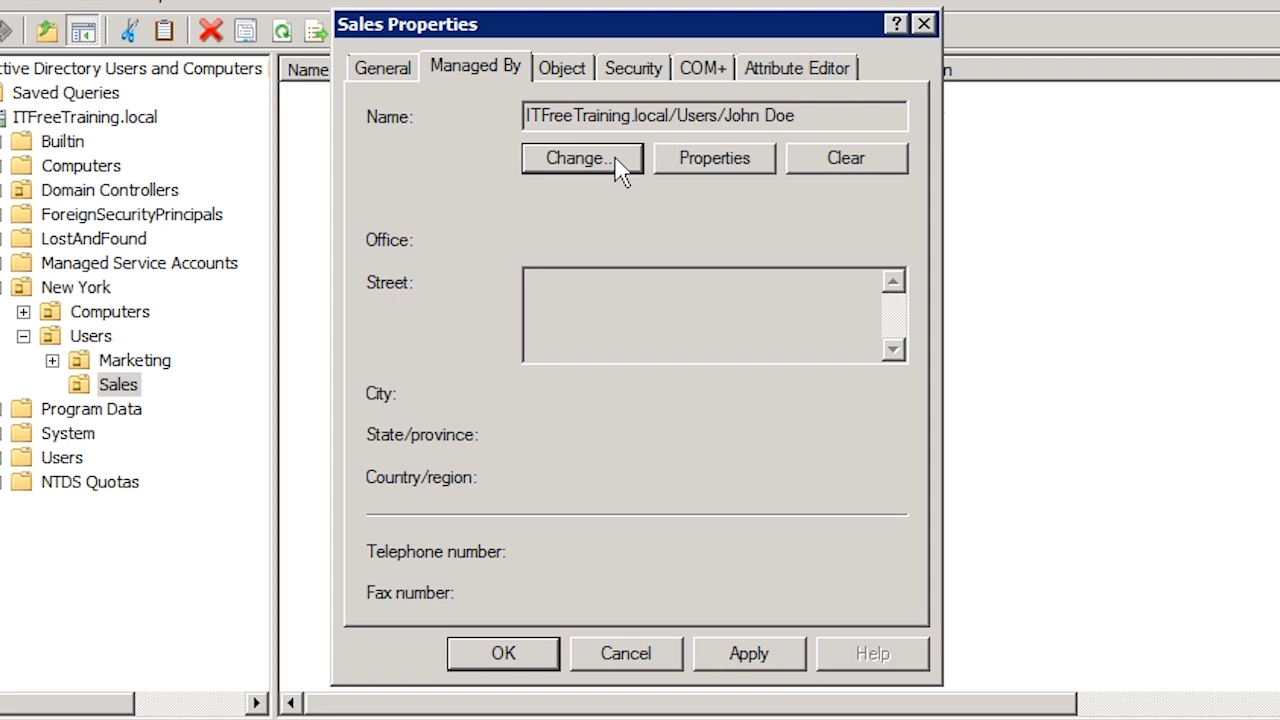 Sales Properties
?
ctive Directory Users and Computers
Saved Queries
ITFreeTraining.local
Builtin
Computers
Domain Controllers
ForeignSecurityPrincipals
LostAndFound
Managed Service Accounts
New York
Computers
Users
Marketing
Sales
Program Data
System
Users
NTDS Quotas
Name
n
General
Managed By
Object
Security
COM+
Attribute Editor
Name:
ITFreeTraining.local/Users/John Doe
Change...
Properties
Clear
Office:
Street:
City:
State/province:
Country/region:
Telephone number:
Fax number:
OK
Cancel
Apply
Help